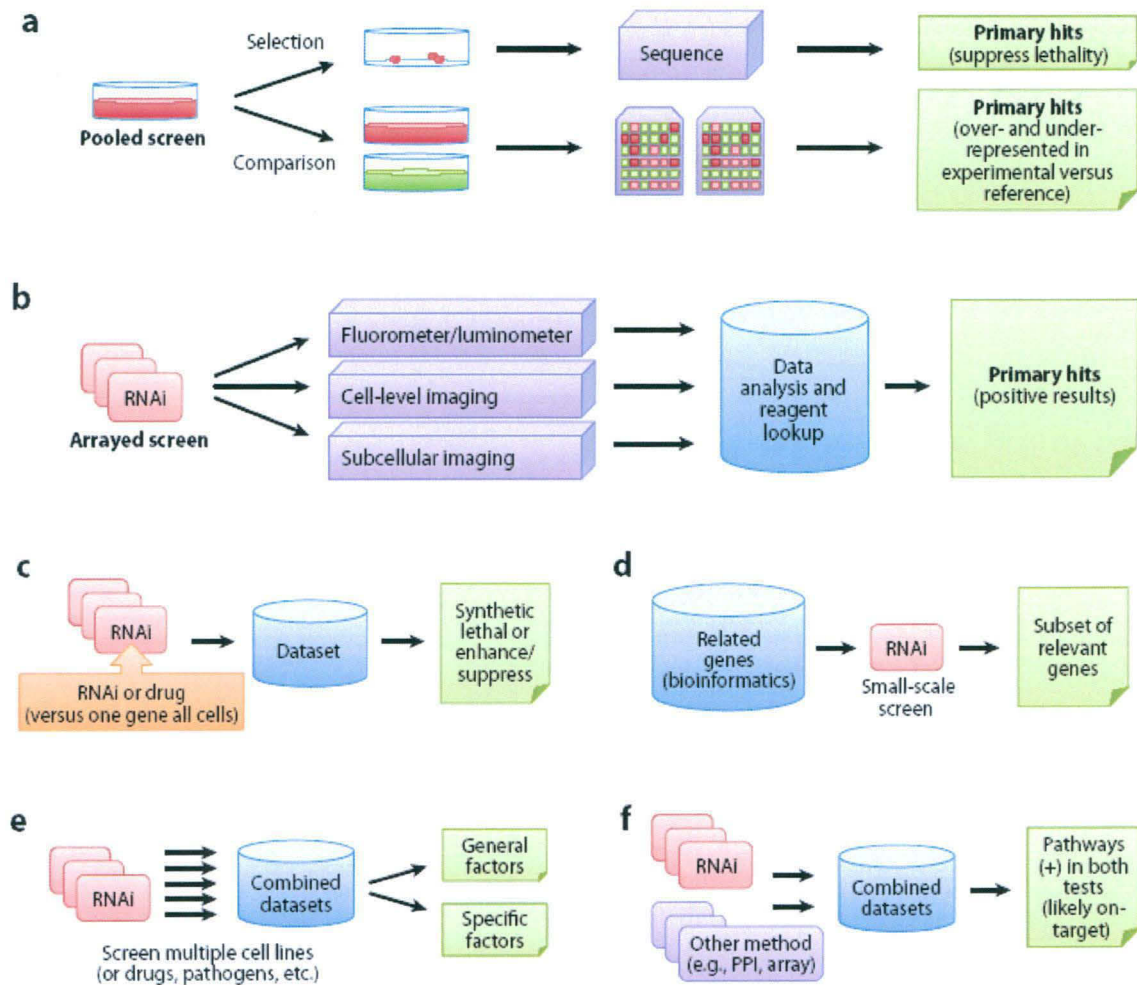 a
Selection
Pooled screen
Comparison
Sequence
Primary hits
(suppress lethality)
Primary hits
(over- and under-
represented in
experimental versus
reference)
b
RNAi
Arrayed screen
Fluorometer/luminometer
Cell-level imaging
Subcellular imaging
Data
analysis and
reagent
lookup
Primary hits
(positive results)
c
RNAi
RNAi or drug
(versus one gene all cells)
Dataset
Synthetic
lethal or
enhance/
suppress
d
Related
genes
(bioinformatics)
RNAi
Small-scale
screen
Subset of
relevant
genes
e
RNAi
Screen multiple cell lines
(or drugs, pathogens, etc.)
Combined
datasets
General
factors
Specific
factors
f
RNAi
Other method
(e.g., PPI, array)
Combined
datasets
Pathways
(+) in both
tests
(likely on-
target)